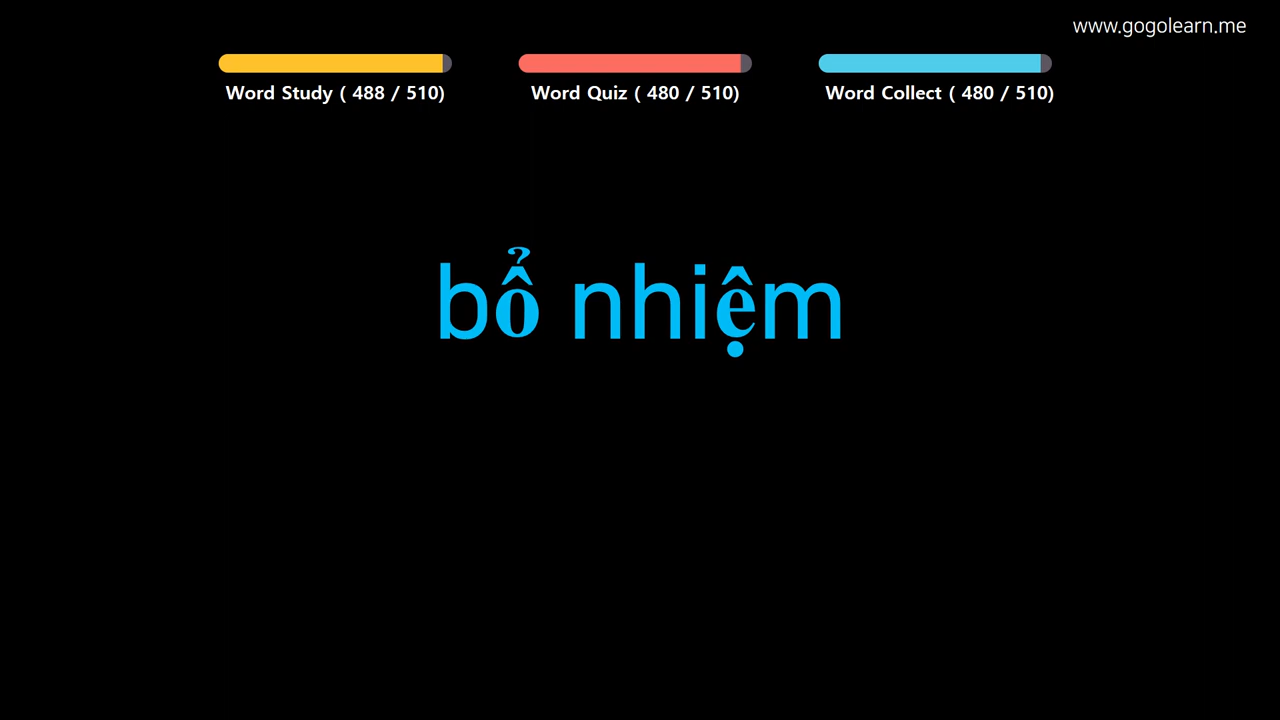 www.gogolearn.me
Word Study ( 488 / 510)
Word Quiz ( 480 / 510)
Word Collect ( 480 / 510)
bổ nhiệm